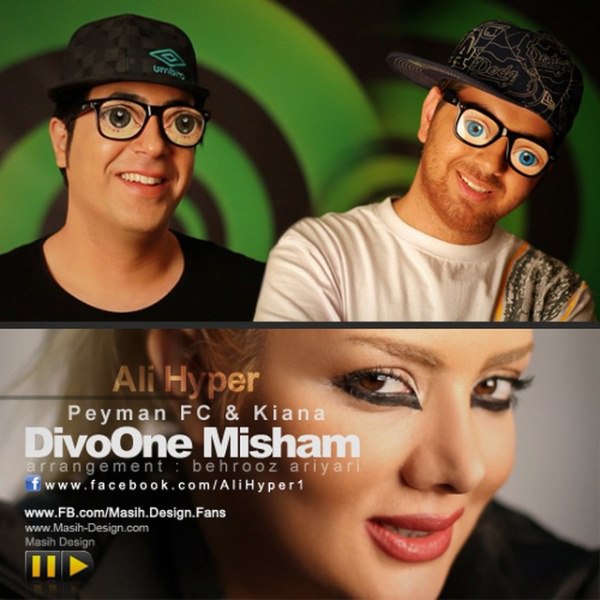 umbro
Ali Hyper
Peyman FC & Kiana
DivoOne Misham
arrangement : behrooz ariyari
f www.facebook.com/AliHyper1
www.FB.com/Masih.Design.Fans
www.Masih-Design.com
Masih Design